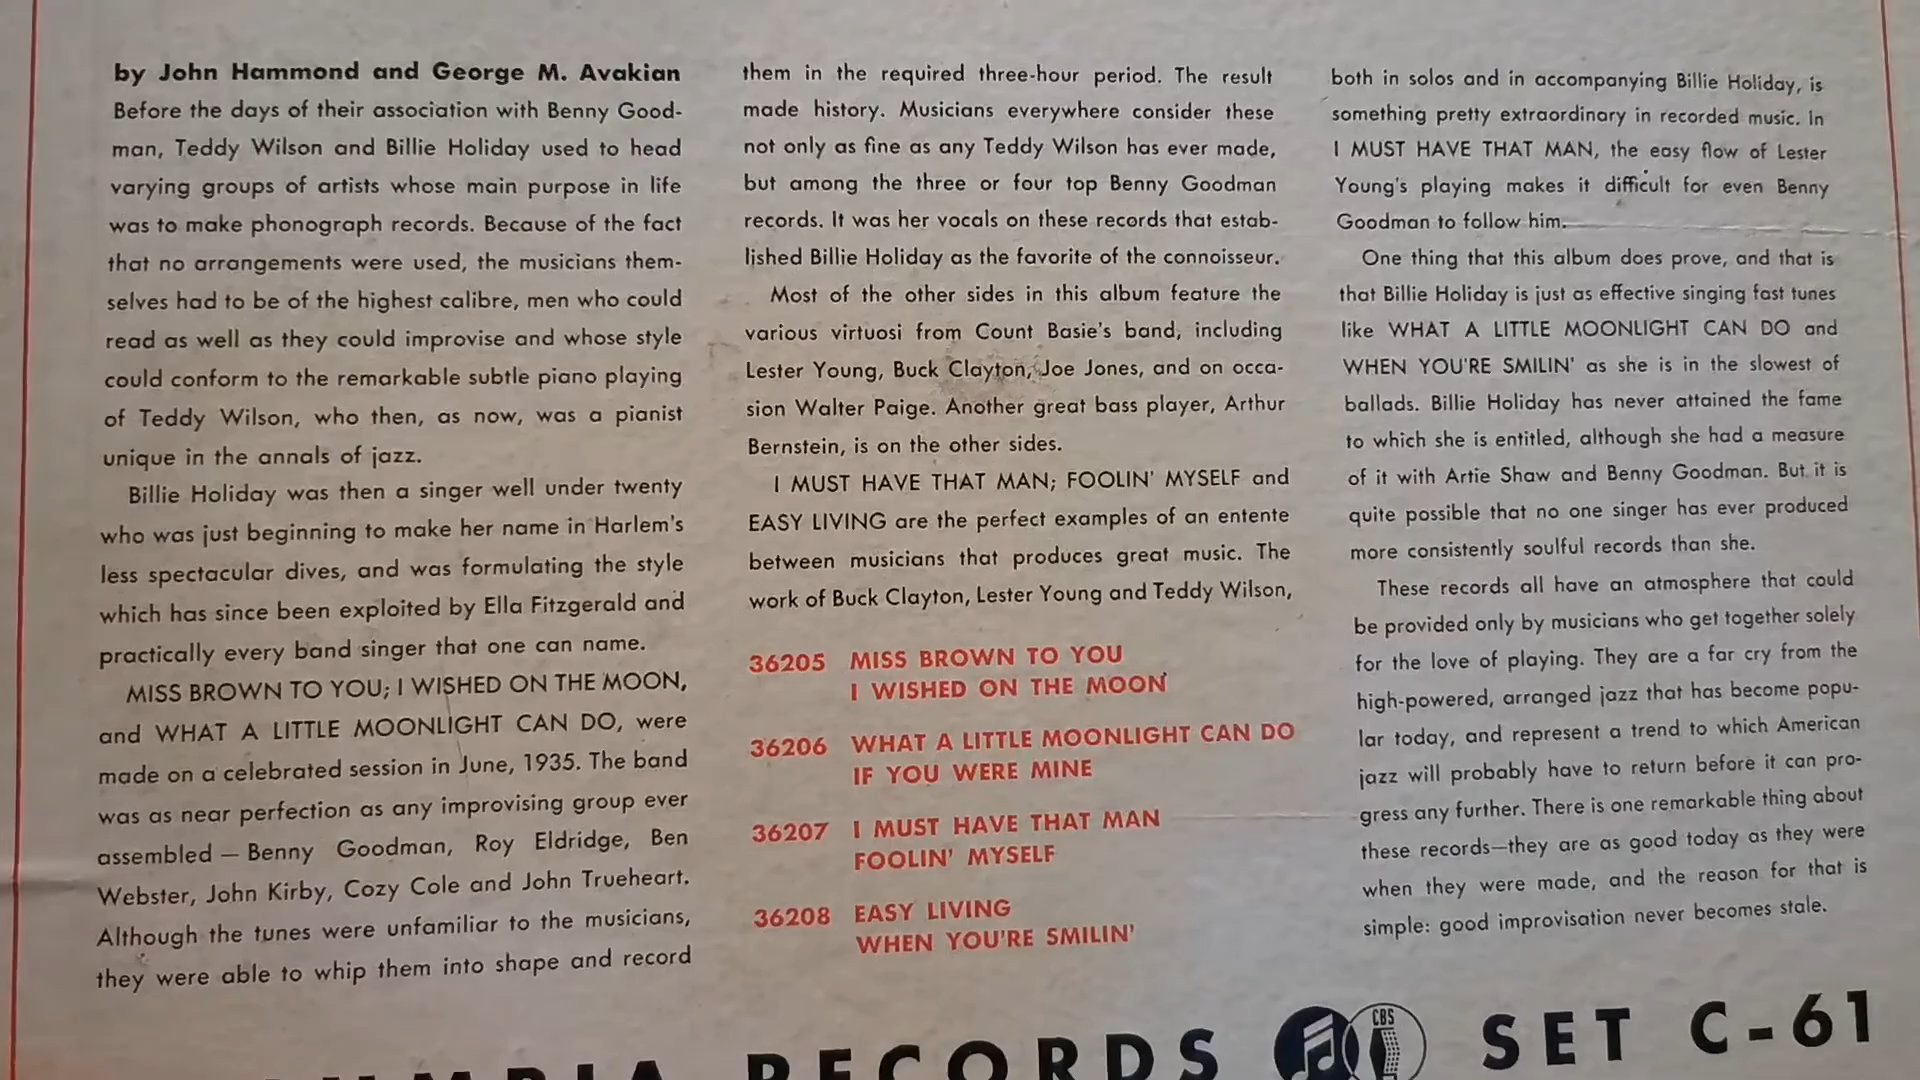 by John Hammond and George M. Avakian
Before the days of their association with Benny Good-
man, Teddy Wilson and Billie Holiday used to head
varying groups of artists whose main purpose in life
was to make phonograph records. Because of the fact
that no arrangements were used, the musicians them-
selves had to be of the highest calibre, men who could
read as well as they could improvise and whose style
could conform to the remarkable subtle piano playing
of Teddy Wilson, who then, as now, was a pianist
unique in the annals of jazz.
Billie Holiday was then a singer well under twenty
who was just beginning to make her name in Harlem's
less spectacular dives, and was formulating the style
which has since been exploited by Ella Fitzgerald and
practically every band singer that one can name.
MISS BROWN TO YOU; I WISHED ON THE MOON,
and WHAT A LITTLE MOONLIGHT CAN DO, were
made on a celebrated session in June, 1935. The band
was as near perfection as any improvising group ever
assembled — Benny Goodman, Roy Eldridge, Ben
Webster, John Kirby, Cozy Cole and John Trueheart.
Although the tunes were unfamiliar to the musicians,
they were able to whip them into shape and record
them in the required three-hour period. The result
made history. Musicians everywhere consider these
not only as fine as any Teddy Wilson has ever made,
but among the three or four top Benny Goodman
records. It was her vocals on these records that estab-
lished Billie Holiday as the favorite of the connoisseur.
Most of the other sides in this album feature the
various virtuosi from Count Basie's band, including
Lester Young, Buck Clayton, Joe Jones, and on occa-
sion Walter Paige. Another great bass player, Arthur
Bernstein, is on the other sides.
I MUST HAVE THAT MAN; FOOLIN' MYSELF and
EASY LIVING are the perfect examples of an entente
between musicians that produces great music. The
work of Buck Clayton, Lester Young and Teddy Wilson,
36205 MISS BROWN TO YOU
I WISHED ON THE MOON
36206 WHAT A LITTLE MOONLIGHT CAN DO
IF YOU WERE MINE
36207 I MUST HAVE THAT MAN
FOOLIN' MYSELF
36208 EASY LIVING
WHEN YOU'RE SMILIN'
both in solos and in accompanying Billie Holiday, is
something pretty extraordinary in recorded music. In
I MUST HAVE THAT MAN, the easy flow of Lester
Young's playing makes it difficult for even Benny
Goodman to follow him.
One thing that this album does prove, and that is
that Billie Holiday is just as effective singing fast tunes
like WHAT A LITTLE MOONLIGHT CAN DO and
WHEN YOU'RE SMILIN' as she is in the slowest of
ballads. Billie Holiday has never attained the fame
to which she is entitled, although she had a measure
of it with Artie Shaw and Benny Goodman. But it is
quite possible that no one singer has ever produced
more consistently soulful records than she.
These records all have an atmosphere that could
be provided only by musicians who get together solely
for the love of playing. They are a far cry from the
high-powered, arranged jazz that has become popu-
lar today, and represent a trend to which American
jazz will probably have to return before it can pro-
gress any further. There is one remarkable thing about
these records—they are as good today as they were
when they were made, and the reason for that is
simple: good improvisation never becomes stale.
RECORDS CBS SET C-61